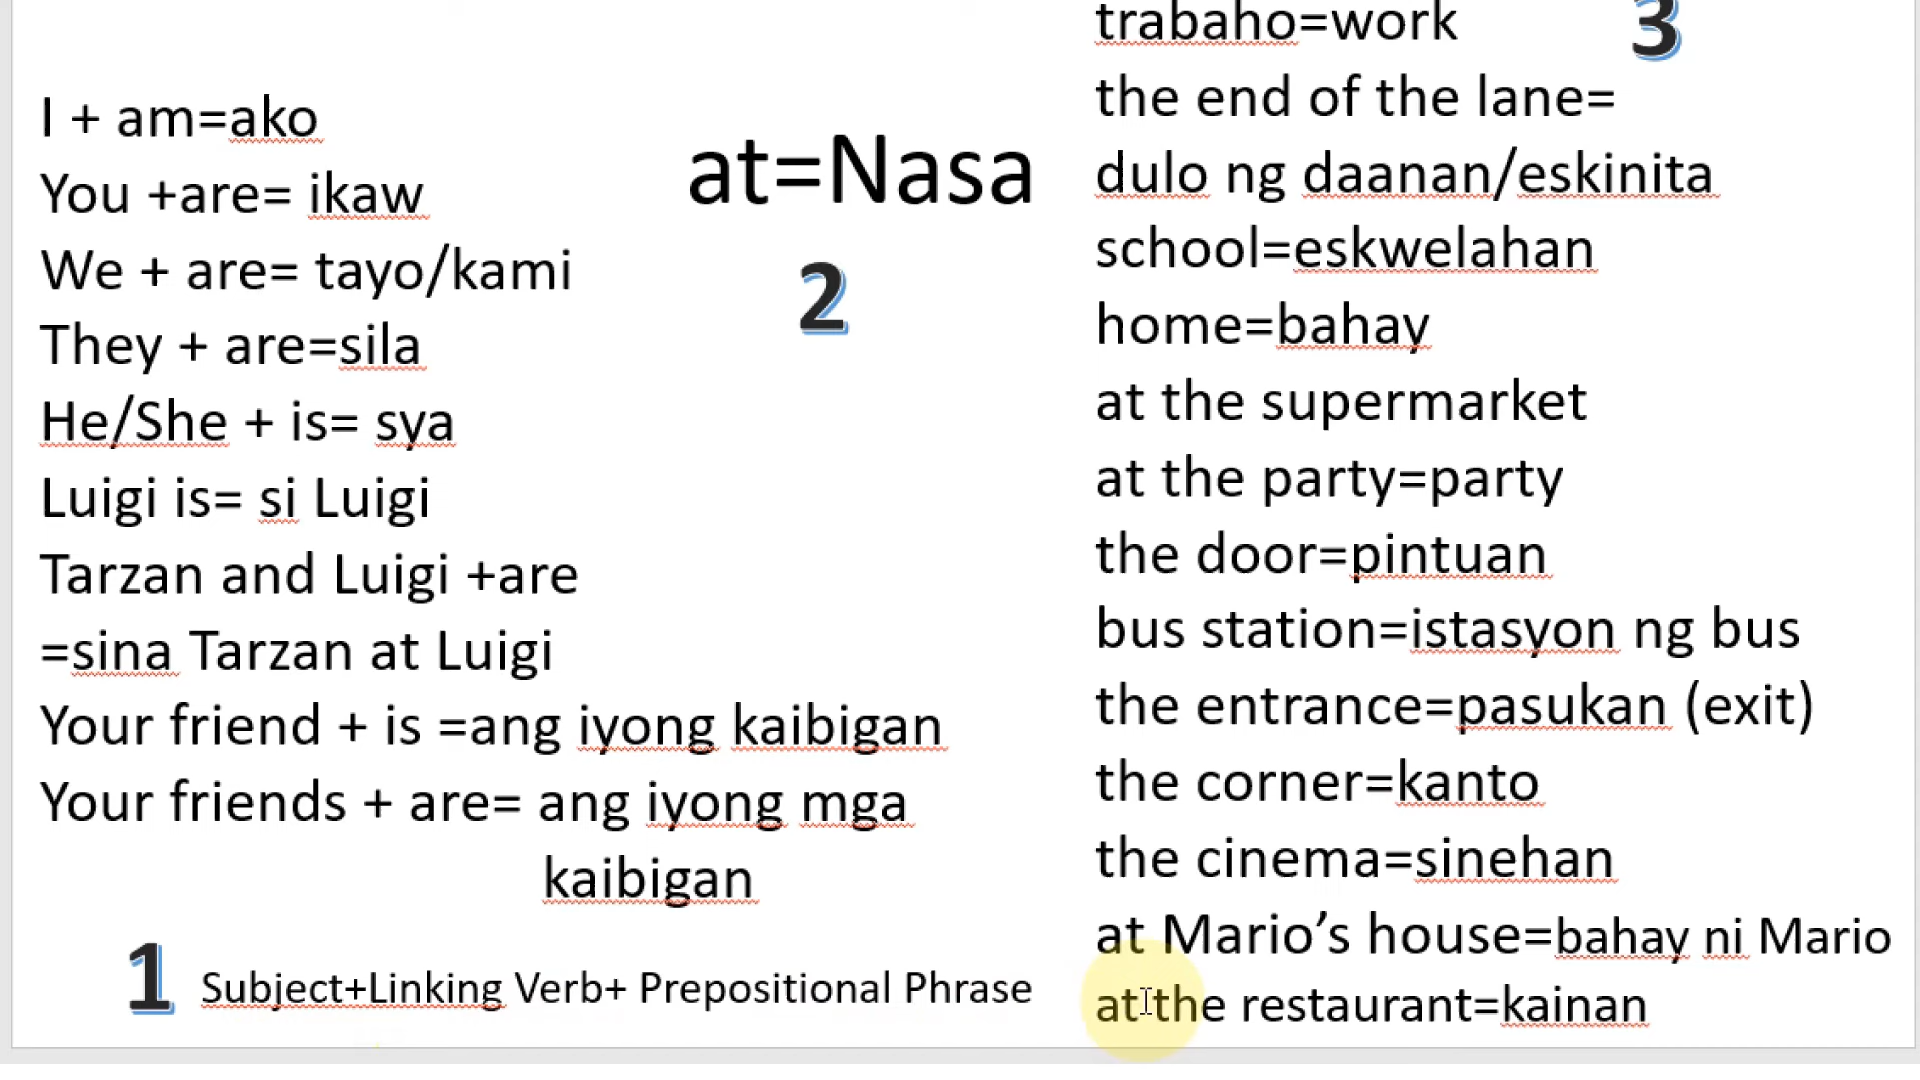 I + am=ako
You +are= ikaw
We + are= tayo/kami
They + are=sila
He/She + is= sya
Luigi is= si Luigi
Tarzan and Luigi +are
=sina Tarzan at Luigi
Your friend + is =ang iyong kaibigan
Your friends + are= ang iyong mga
kaibigan
1
Subject+Linking Verb+ Prepositional Phrase
at=Nasa
2
3
trabaho=work
the end of the lane=
dulo ng daanan/eskinita
school=eskwelahan
home=bahay
at the supermarket
at the party=party
the door=pintuan
bus station=istasyon ng bus
the entrance=pasukan (exit)
the corner=kanto
the cinema=sinehan
at Mario’s house=bahay ni Mario
at the restaurant=kainan